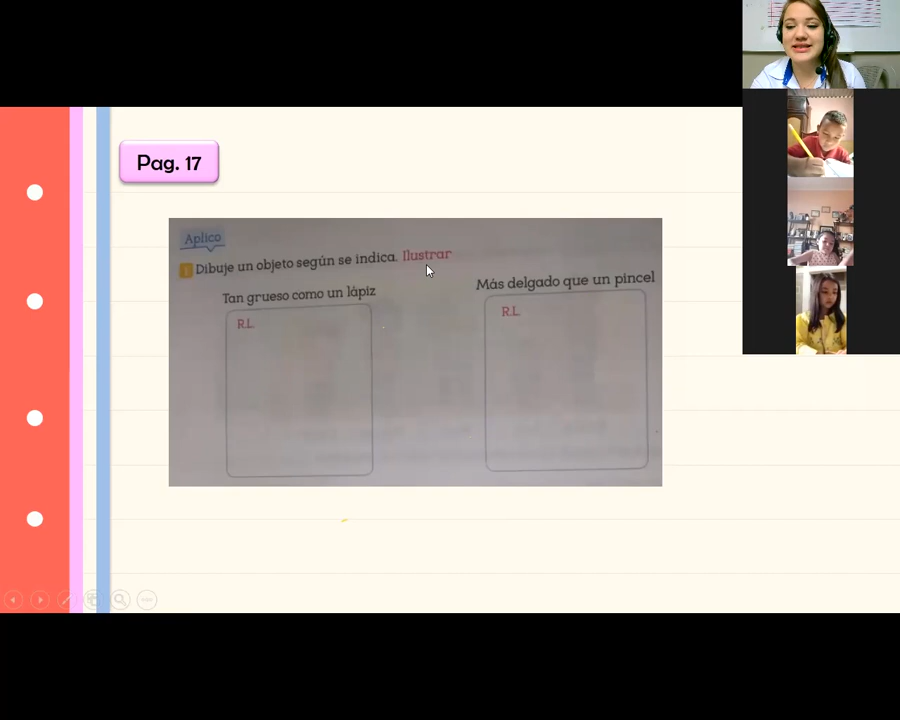 Pag. 17
Aplico
1 Dibuje un objeto según se indica. Ilustrar
Tan grueso como un lápiz
Más delgado que un pincel
R.L.
R.L.